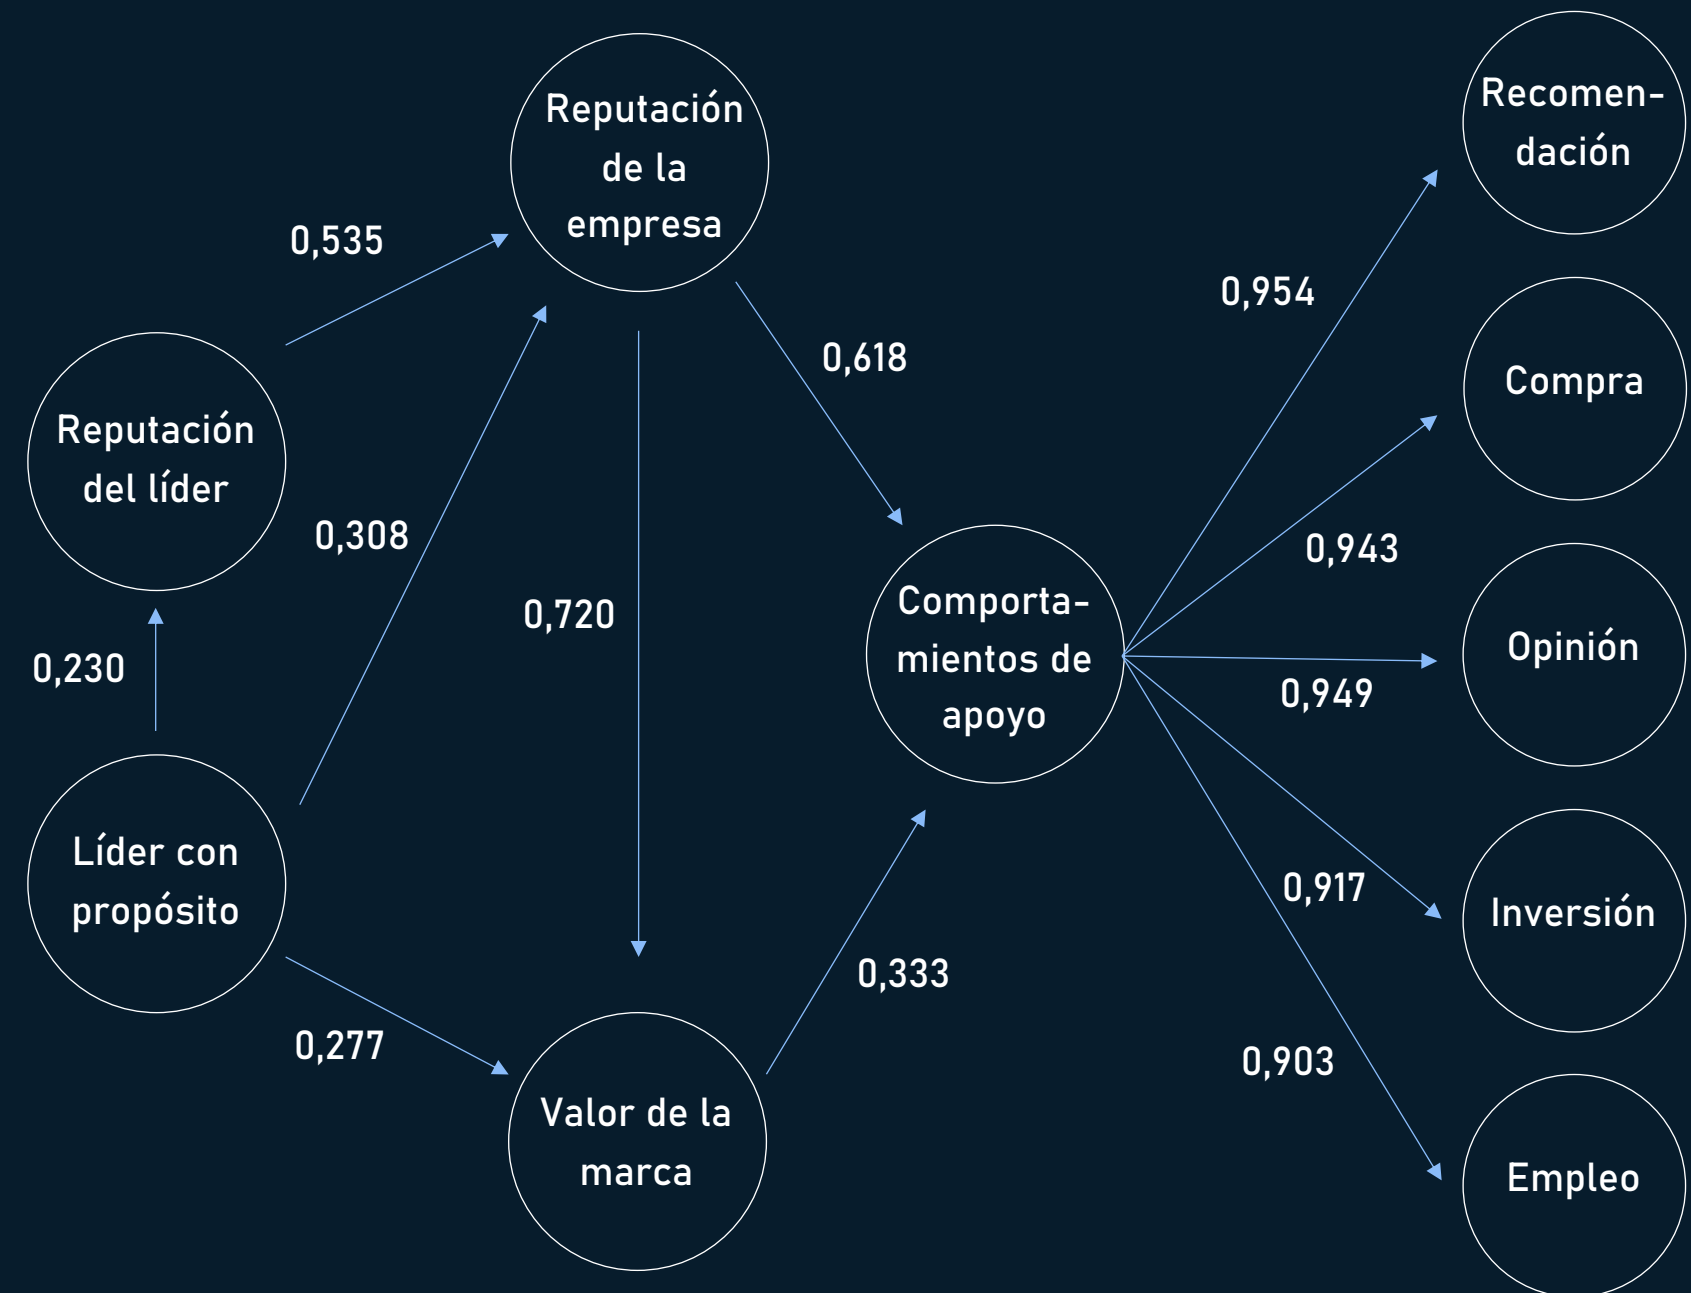 Reputación
de la
empresa
Recomen-
dación
0,535
0,954
0,618
Compra
Reputación
del líder
0,308
0,943
0,720
Comporta-
mientos de
apoyo
Opinión
0,230
0,949
Líder con
propósito
0,917
Inversión
0,333
0,277
0,903
Valor de la
marca
Empleo